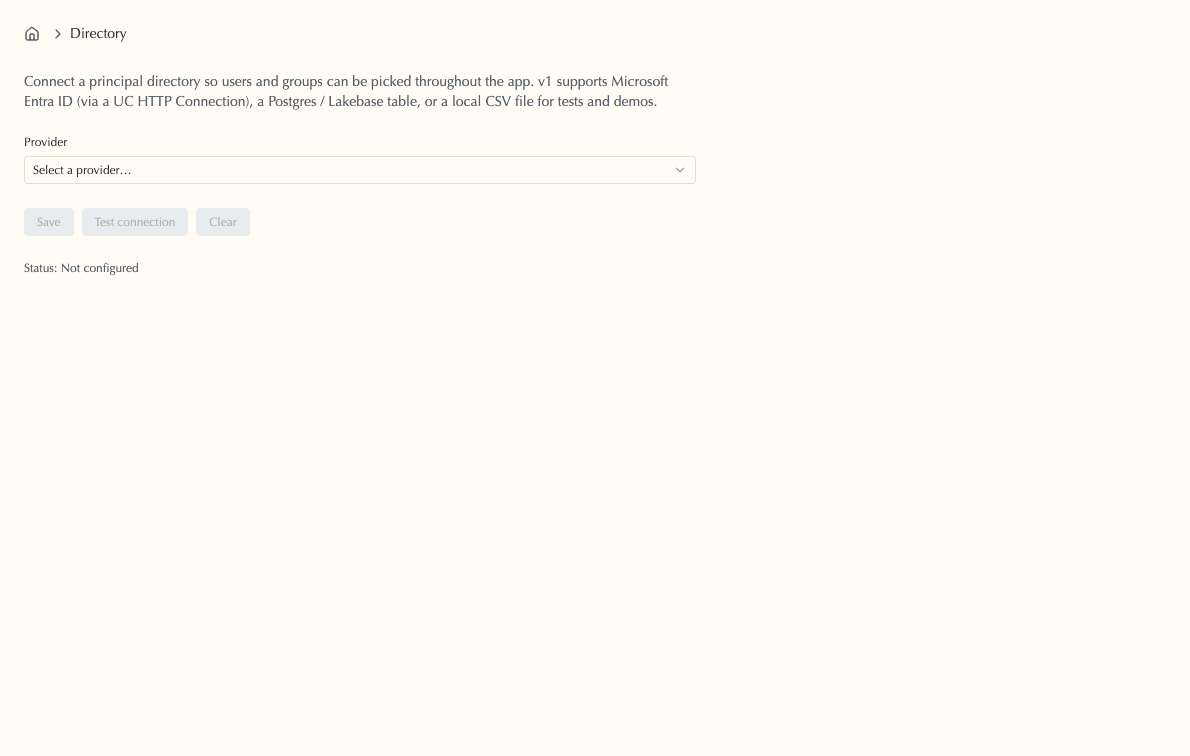 Directory
Connect a principal directory so users and groups can be picked throughout the app. v1 supports Microsoft
Entra ID (via a UC HTTP Connection), a Postgres / Lakebase table, or a local CSV file for tests and demos.
Provider
Select a provider...
Save Test connection Clear
Status: Not configured